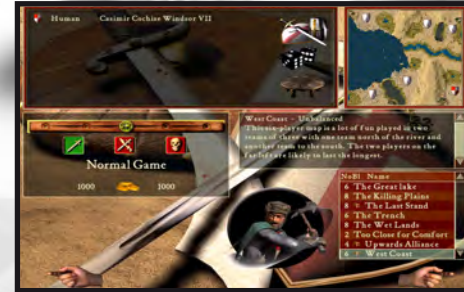 Human Casimir Cochise Windsor VII
West Coast - Unbalanced
This six-player map is a lot of fun played in two
teams of three with one team north of the river and
another team to the south. The two players on the
far left are likely to last the longest.
Normal Game
1000 1000
No Bl Name
6 The Great lake
8 The Killing Plains
8 The Last Stand
6 The Trench
8 The Wet Lands
2 Too Close for Comfort
4 Upwards Alliance
6 West Coast